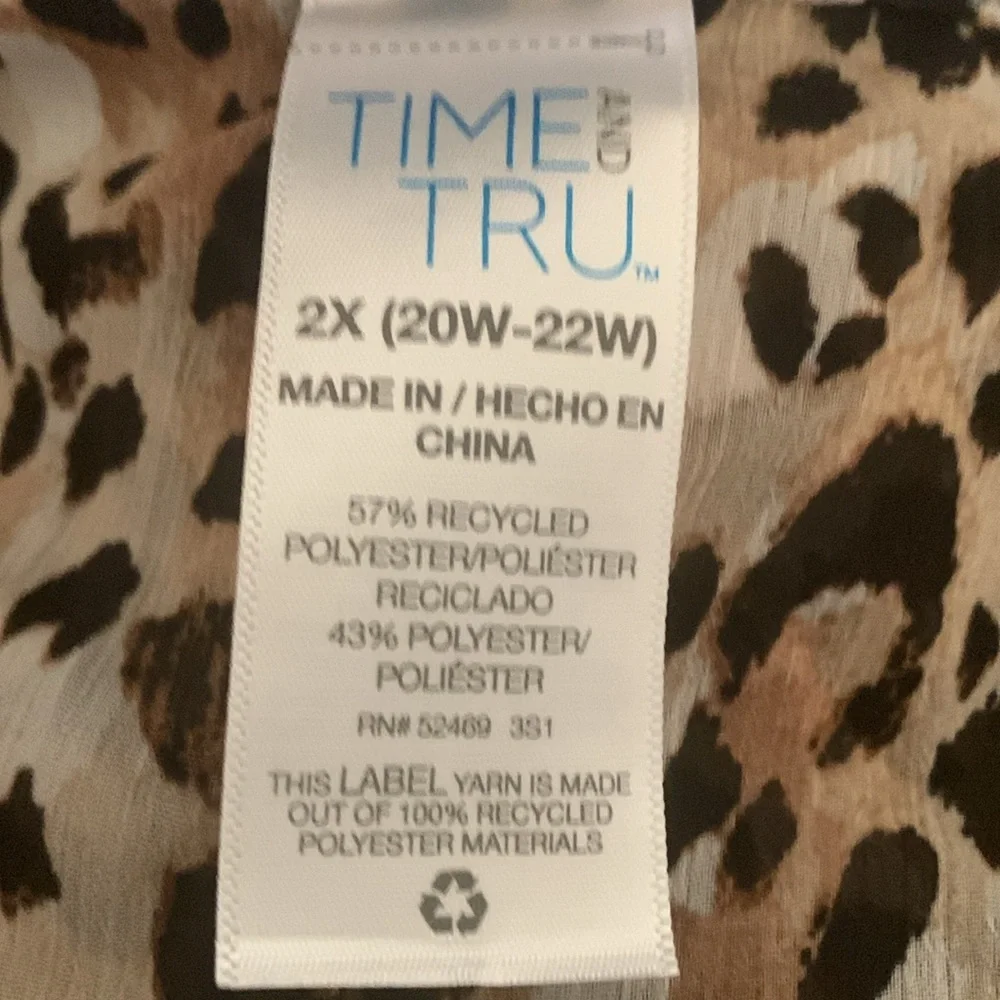 TIME AND
TRU™
2X (20W-22W)
MADE IN / HECHO EN
CHINA
57% RECYCLED
POLYESTER/POLIÉSTER
RECICLADO
43% POLYESTER/
POLIÉSTER
RN# 52469 3S1
THIS LABEL YARN IS MADE
OUT OF 100% RECYCLED
POLYESTER MATERIALS